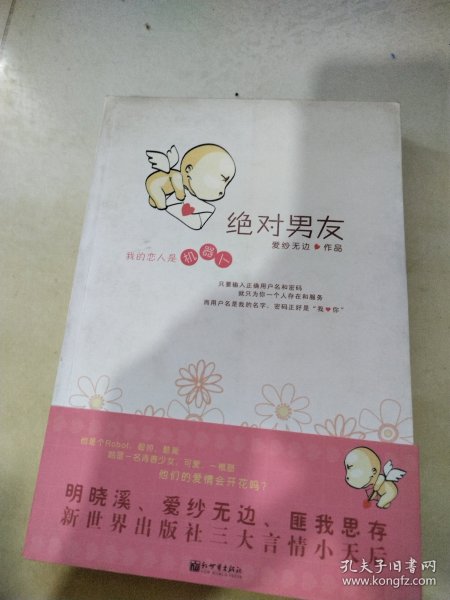 绝对男友
爱纱无边 作品
我的恋人是机器人
只要输入正确用户名和密码
就只为你一个人存在和服务
而用户名是我的名字，密码正好是“我♥你”
他是个Robot，超帅，超美
她是一名青春少女，可爱，一根筋
他们的爱情会开花吗？
明晓溪、爱纱无边、匪我思存
新世界出版社三大言情小天后
新世界出版社
孔夫子旧书网